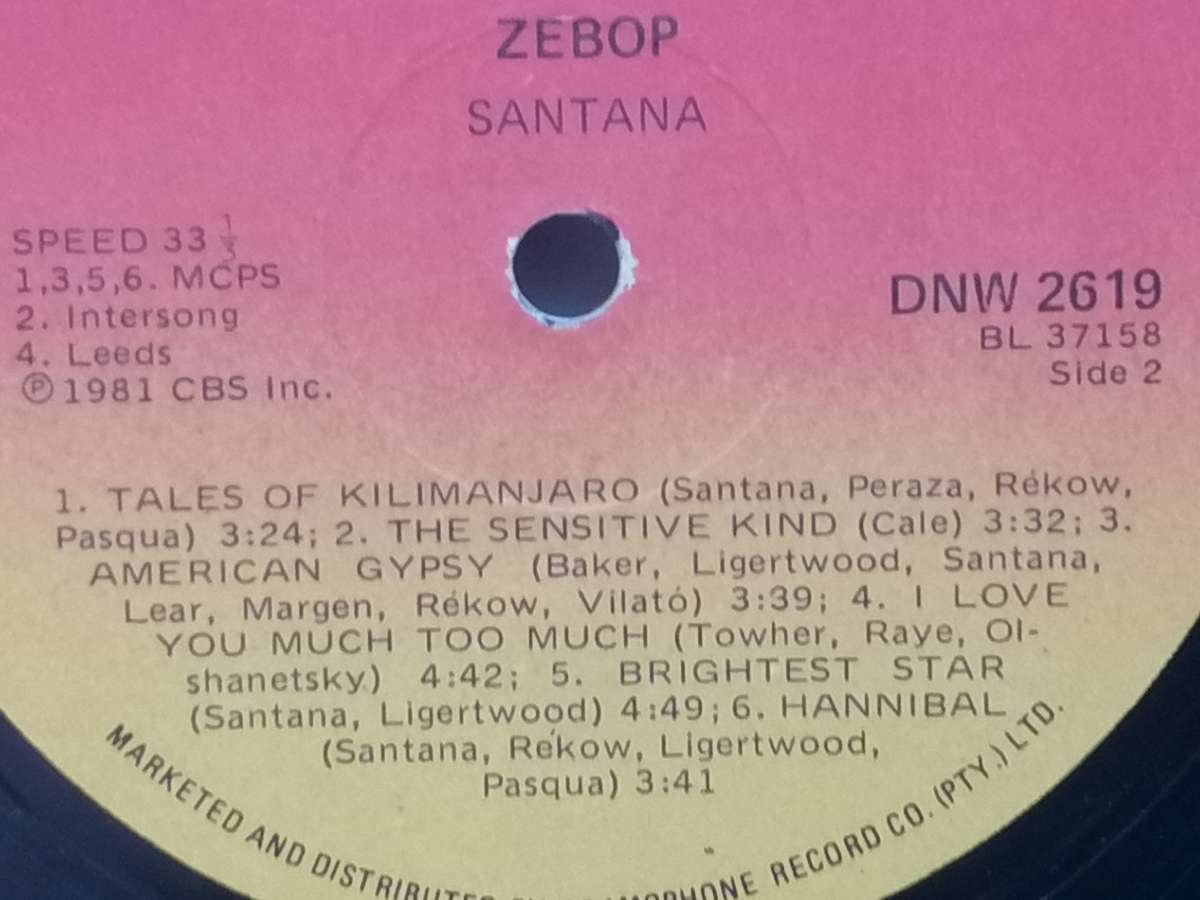 ZEBOP
SANTANA
SPEED 33 1/3
1,3,5,6. MCPS
2. Intersong
4. Leeds
℗ 1981 CBS Inc.
DNW 2619
BL 37158
Side 2
1. TALES OF KILIMANJARO (Santana, Peraza, Rékow,
Pasqua) 3:24; 2. THE SENSITIVE KIND (Cale) 3:32; 3.
AMERICAN GYPSY (Baker, Ligertwood, Santana,
Lear, Margen, Rékow, Vilató) 3:39; 4. I LOVE
YOU MUCH TOO MUCH (Towher, Raye, Ol-
shanetsky) 4:42; 5. BRIGHTEST STAR
(Santana, Ligertwood) 4:49; 6. HANNIBAL
(Santana, Rékow, Ligertwood,
Pasqua) 3:41
MARKETED AND DISTRIBUTED RECORD CO. (PTY.) LTD.